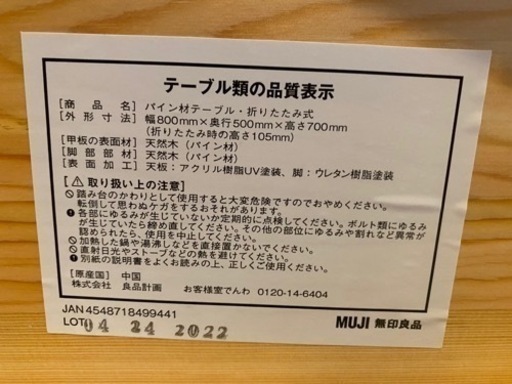 テーブル類の品質表示
[商品名] パイン材テーブル・折りたたみ式
[外形寸法] 幅800mm×奥行500mm×高さ700mm
(折りたたみ時の高さ105mm)
[甲板の表面材] 天然木(パイン材)
[脚部部材] 天然木(パイン材)
[表面加工] 天板:アクリル樹脂UV塗装、脚:ウレタン樹脂塗装
[⚠取り扱い上の注意]
踏み台のかわりとして使用すると大変危険ですのでおやめください。
転倒して思わぬケガをするおそれがあります。
各部にゆるみが生じていないか定期的に点検してください。ボルト類にゆるみ
が生じていたら締め直してください。その他の部位にゆるみや割れなど異常が
認められたら、使用を中止してください。
加熱した鍋や湯沸しなどを直接置かないでください。
直射日光やストーブなどの熱を避けてください。
別紙の説明書をよくお読みの上、正しくご使用ください。
[原産国] 中国
株式会社 良品計画 お客様室でんわ 0120-14-6404
JAN 4548718499441
LOT 04 24 2022
MUJI 無印良品